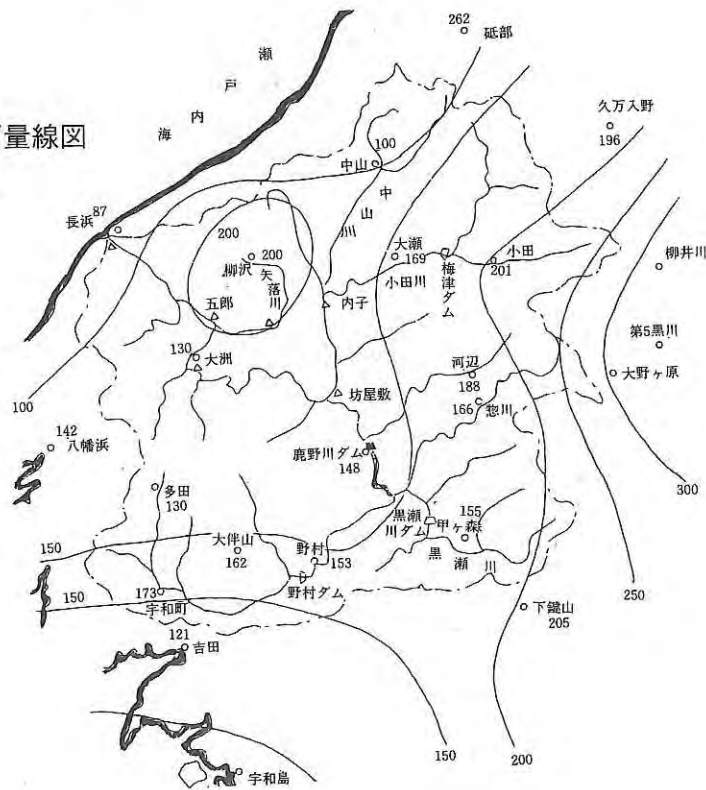 量線図
瀬戸内海
262
砥部
久万入野
196
100
中山
中山川
長浜
87
200
200
柳沢
矢落川
大瀬
169
小田
201
小田川
梅津ダム
柳井川
五郎
内子
第5黒川
130
大洲
河辺
188
大野ヶ原
坊屋敷
166
惣川
100
142
八幡浜
鹿野川ダム
148
300
多田
130
黒瀬川ダム
155
甲ヶ森
150
大伴山
162
野村
153
黒瀬川
250
野村ダム
150
173
宇和町
下鍵山
205
121
吉田
150
200
宇和島